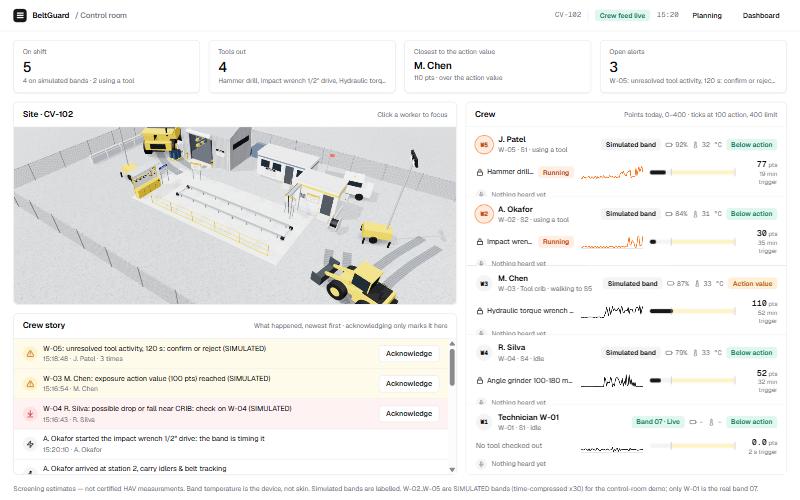 BeltGuard / Control room
CV-102 Crew feed live 15:20 Planning Dashboard
On shift
5
4 on simulated bands · 2 using a tool
Tools out
4
Hammer drill, Impact wrench 1/2" drive, Hydraulic torq...
Closest to the action value
M. Chen
110 pts · over the action value
Open alerts
3
W-05: unresolved tool activity, 120 s: confirm or rejec...
Site · CV-102 Click a worker to focus
Crew story What happened, newest first · acknowledging only marks it here
W-05: unresolved tool activity, 120 s: confirm or reject (SIMULATED)
15:18:48 · J. Patel · 3 times
Acknowledge
W-03 M. Chen: exposure action value (100 pts) reached (SIMULATED)
15:16:54 · M. Chen
Acknowledge
W-04 R. Silva: possible drop or fall near CRIB: check on W-04 (SIMULATED)
15:16:43 · R. Silva
Acknowledge
A. Okafor started the impact wrench 1/2" drive: the band is timing it
15:20:10 · A. Okafor
A. Okafor arrived at station 2, carry idlers & belt tracking
Crew Points today, 0–400 · ticks at 100 action, 400 limit
W5 J. Patel Simulated band 92% 32 °C Below action
W-05 · S1 · using a tool
Hammer drill... Running 77 pts
19 min
trigger
Nothing heard yet
W2 A. Okafor Simulated band 84% 31 °C Below action
W-02 · S2 · using a tool
Impact wren... Running 30 pts
35 min
trigger
Nothing heard yet
W3 M. Chen Simulated band 87% 33 °C Action value
W-03 · Tool crib · walking to S5
Hydraulic torque wrench ... 110 pts
52 min
trigger
Nothing heard yet
W4 R. Silva Simulated band 79% 33 °C Below action
W-04 · S4 · idle
Angle grinder 100-180 m... 52 pts
32 min
trigger
Nothing heard yet
W1 Technician W-01 Band 07 · Live - - Below action
W-01 · S1 · idle
No tool checked out 0.0 pts
2 s trigger
Nothing heard yet
Screening estimates — not certified HAV measurements. Band temperature is the device, not skin. Simulated bands are labelled. W-02..W-05 are SIMULATED bands (time-compressed x30) for the control-room demo; only W-01 is the real band 07.